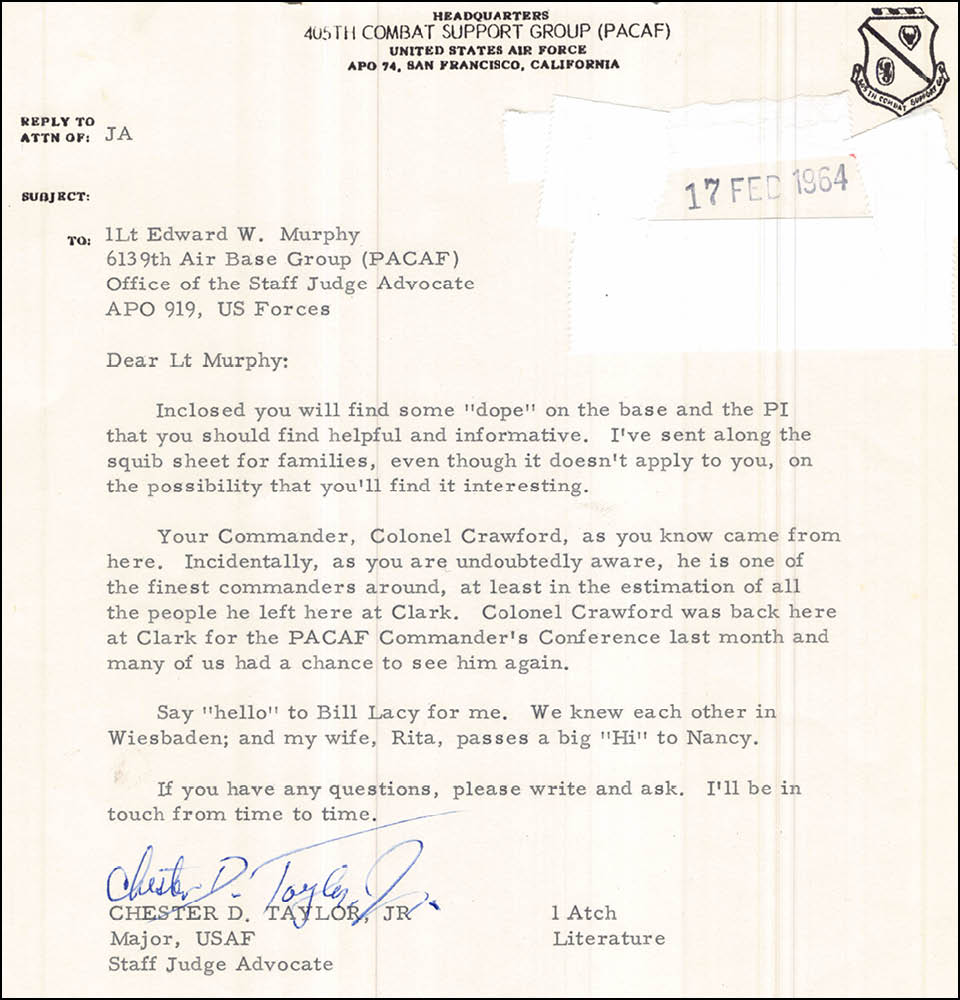 HEADQUARTERS
405TH COMBAT SUPPORT GROUP (PACAF)
UNITED STATES AIR FORCE
APO 74, SAN FRANCISCO, CALIFORNIA
405TH COMBAT SUPPORT GP
REPLY TO
ATTN OF: JA
17 FEB 1964
SUBJECT:
TO: 1Lt Edward W. Murphy
6139th Air Base Group (PACAF)
Office of the Staff Judge Advocate
APO 919, US Forces
Dear Lt Murphy:
Inclosed you will find some "dope" on the base and the PI
that you should find helpful and informative. I've sent along the
squib sheet for families, even though it doesn't apply to you, on
the possibility that you'll find it interesting.
Your Commander, Colonel Crawford, as you know came from
here. Incidentally, as you are undoubtedly aware, he is one of
the finest commanders around, at least in the estimation of all
the people he left here at Clark. Colonel Crawford was back here
at Clark for the PACAF Commander's Conference last month and
many of us had a chance to see him again.
Say "hello" to Bill Lacy for me. We knew each other in
Wiesbaden; and my wife, Rita, passes a big "Hi" to Nancy.
If you have any questions, please write and ask. I'll be in
touch from time to time.
Chester D. Taylor, Jr.
CHESTER D. TAYLOR, JR
Major, USAF
Staff Judge Advocate
1 Atch
Literature